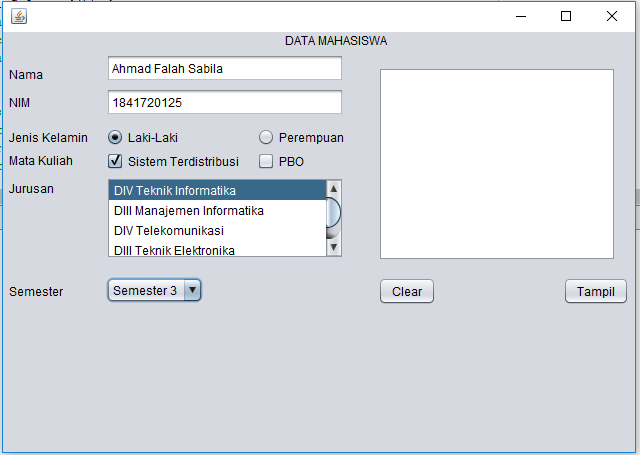 DATA MAHASISWA
Nama Ahmad Falah Sabila
NIM 1841720125
Jenis Kelamin Laki-Laki Perempuan
Mata Kuliah Sistem Terdistribusi PBO
Jurusan DIV Teknik Informatika
DIII Manajemen Informatika
DIV Telekomunikasi
DIII Teknik Elektronika
Semester Semester 3 Clear Tampil